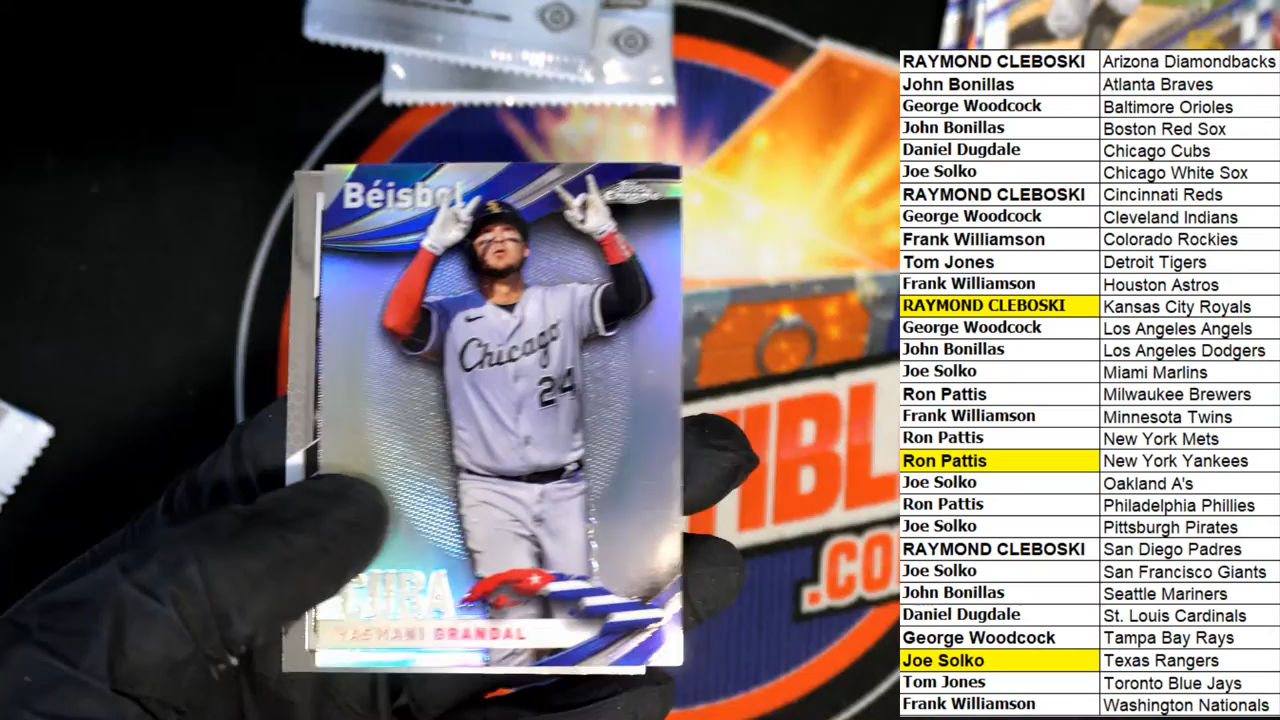 Béisbol
Topps
Chrome
Chicago
24
CUBA
YASMANI GRANDAL
TIBL
.CO
RAYMOND CLEBOSKI Arizona Diamondbacks
John Bonillas Atlanta Braves
George Woodcock Baltimore Orioles
John Bonillas Boston Red Sox
Daniel Dugdale Chicago Cubs
Joe Solko Chicago White Sox
RAYMOND CLEBOSKI Cincinnati Reds
George Woodcock Cleveland Indians
Frank Williamson Colorado Rockies
Tom Jones Detroit Tigers
Frank Williamson Houston Astros
RAYMOND CLEBOSKI Kansas City Royals
George Woodcock Los Angeles Angels
John Bonillas Los Angeles Dodgers
Joe Solko Miami Marlins
Ron Pattis Milwaukee Brewers
Frank Williamson Minnesota Twins
Ron Pattis New York Mets
Ron Pattis New York Yankees
Joe Solko Oakland A's
Ron Pattis Philadelphia Phillies
Joe Solko Pittsburgh Pirates
RAYMOND CLEBOSKI San Diego Padres
Joe Solko San Francisco Giants
John Bonillas Seattle Mariners
Daniel Dugdale St. Louis Cardinals
George Woodcock Tampa Bay Rays
Joe Solko Texas Rangers
Tom Jones Toronto Blue Jays
Frank Williamson Washington Nationals